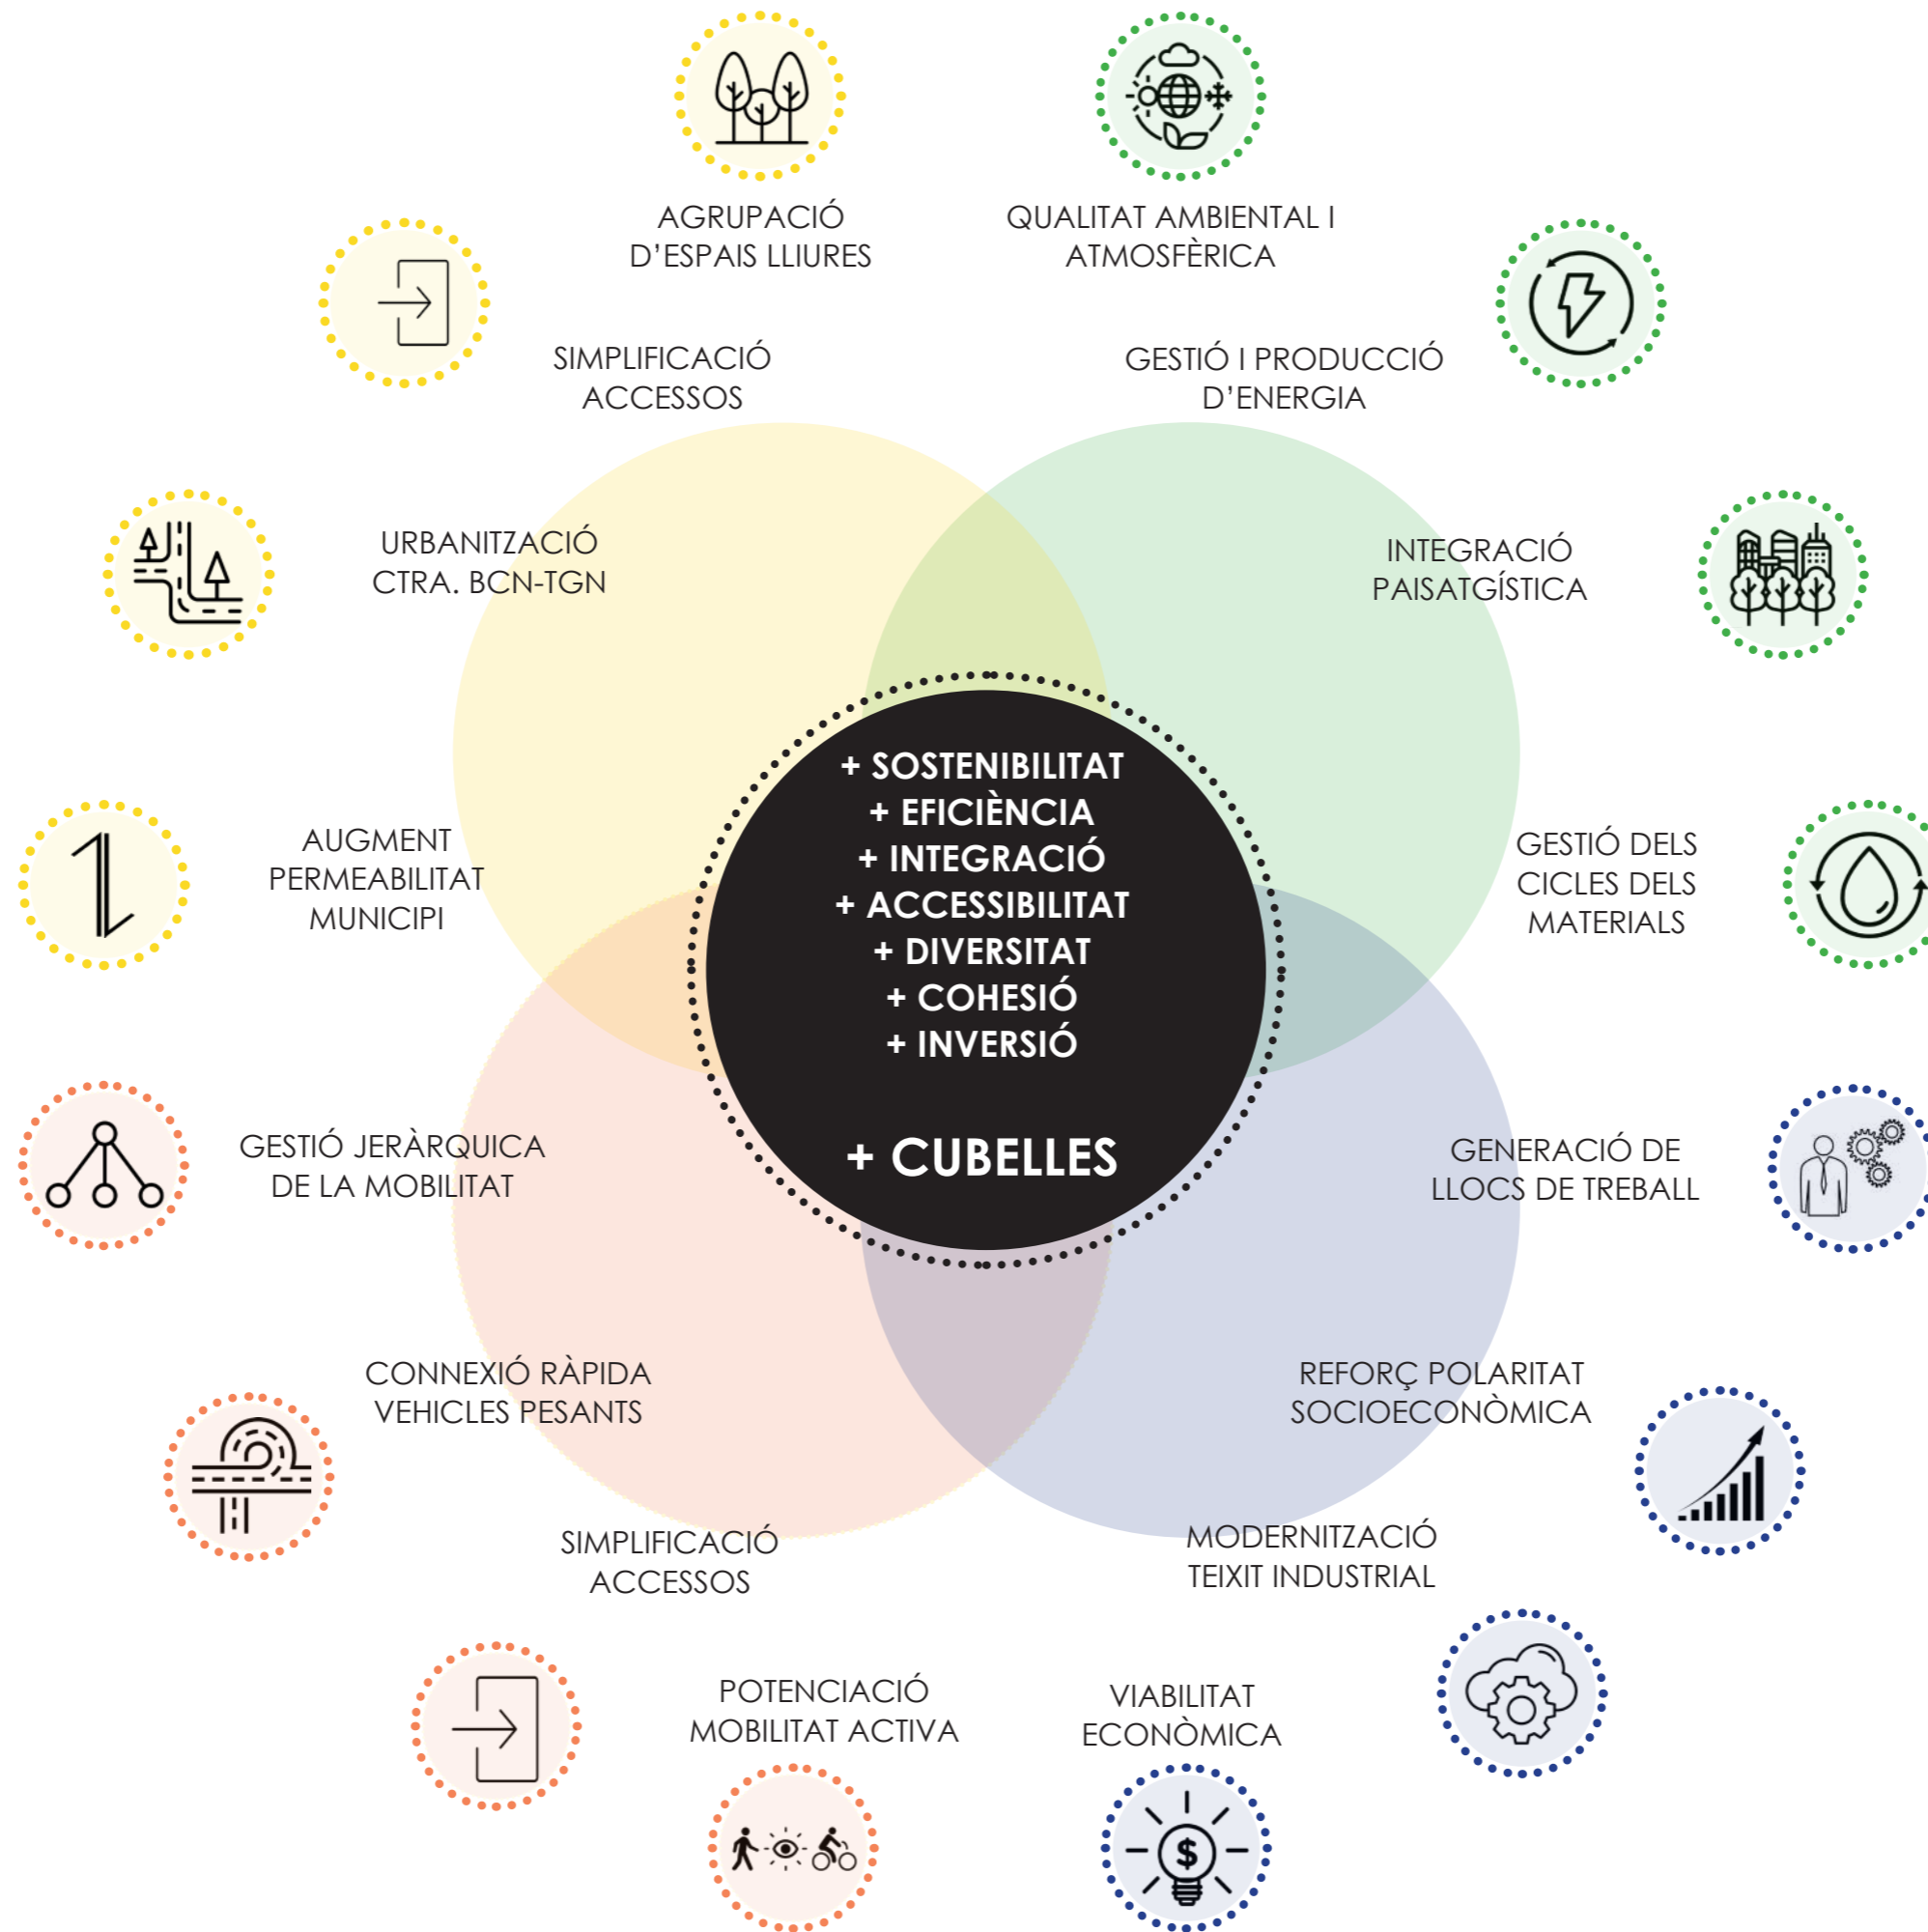 AGRUPACIÓ
D'ESPAIS LLIURES
QUALITAT AMBIENTAL I
ATMOSFÈRICA
SIMPLIFICACIÓ
ACCESSOS
GESTIÓ I PRODUCCIÓ
D'ENERGIA
URBANITZACIÓ
CTRA. BCN-TGN
INTEGRACIÓ
PAISATGÍSTICA
AUGMENT
PERMEABILITAT
MUNICIPI
GESTIÓ DELS
CICLES DELS
MATERIALS
+ SOSTENIBILITAT
+ EFICIÈNCIA
+ INTEGRACIÓ
+ ACCESSIBILITAT
+ DIVERSITAT
+ COHESIÓ
+ INVERSIÓ
+ CUBELLES
GESTIÓ JERÀRQUICA
DE LA MOBILITAT
GENERACIÓ DE
LLOCS DE TREBALL
CONNEXIÓ RÀPIDA
VEHICLES PESANTS
REFORÇ POLARITAT
SOCIOECONÒMICA
SIMPLIFICACIÓ
ACCESSOS
MODERNITZACIÓ
TEIXIT INDUSTRIAL
POTENCIACIÓ
MOBILITAT ACTIVA
VIABILITAT
ECONÒMICA
$